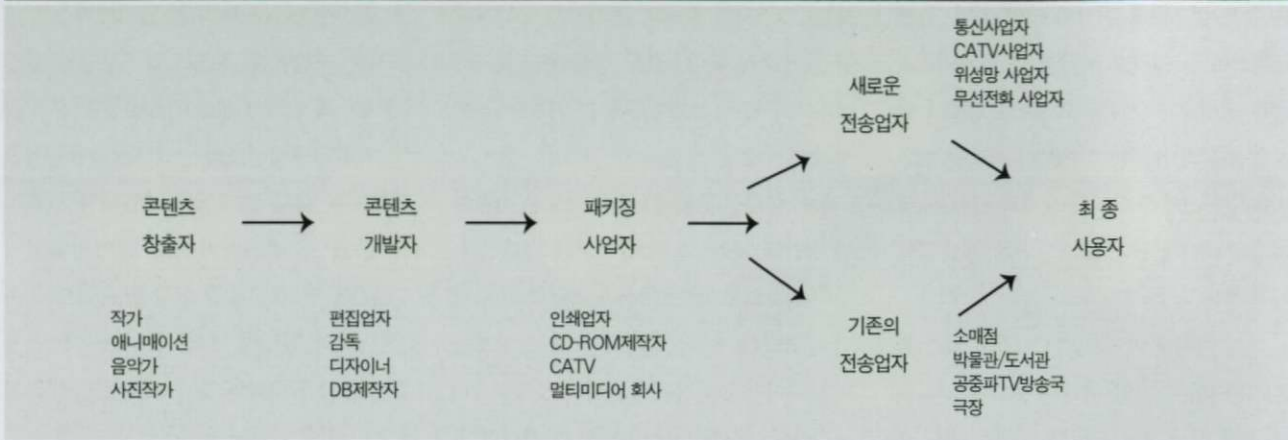 통신사업자
CATV사업자
위성망 사업자
무선전화 사업자
새로운
전송업자
콘텐츠
창출자
콘텐츠
개발자
패키징
사업자
최 종
사용자
작가
애니매이션
음악가
사진작가
편집업자
감독
디자이너
DB제작자
인쇄업자
CD-ROM제작자
CATV
멀티미디어 회사
기존의
전송업자
소매점
박물관/도서관
공중파TV방송국
극장